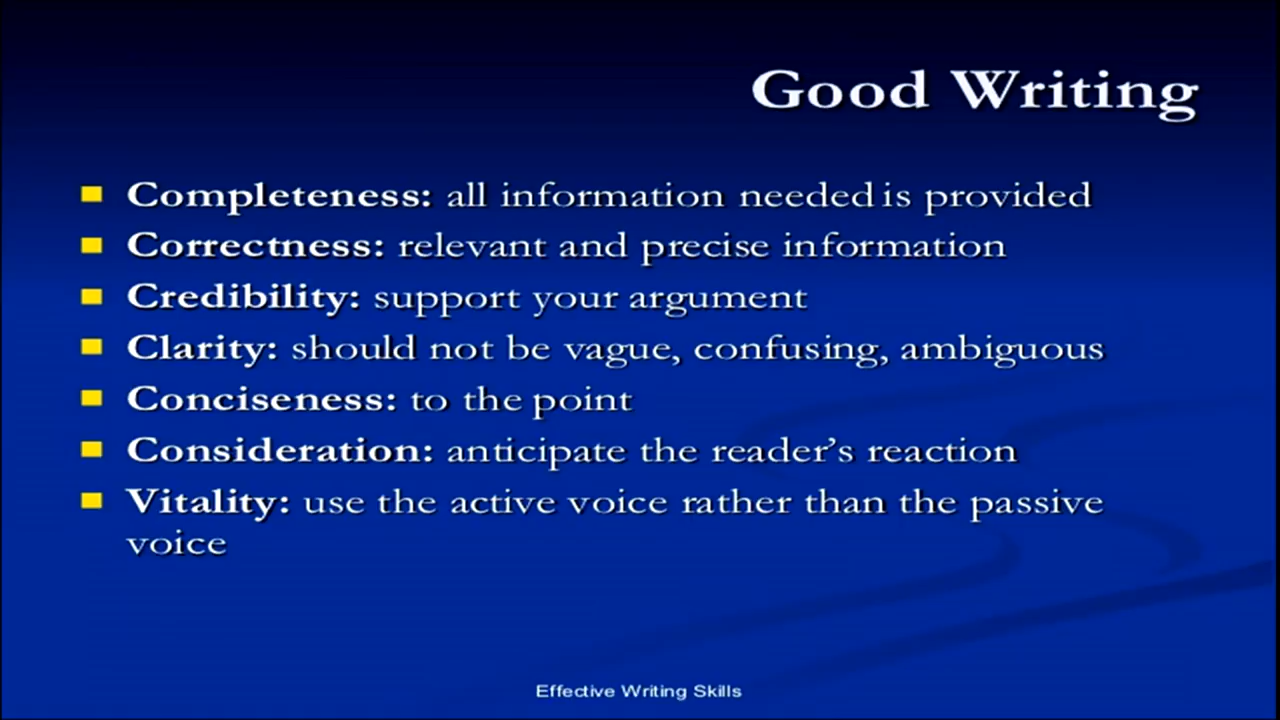 Good Writing
Completeness: all information needed is provided
Correctness: relevant and precise information
Credibility: support your argument
Clarity: should not be vague, confusing, ambiguous
Conciseness: to the point
Consideration: anticipate the reader’s reaction
Vitality: use the active voice rather than the passive
voice
Effective Writing Skills